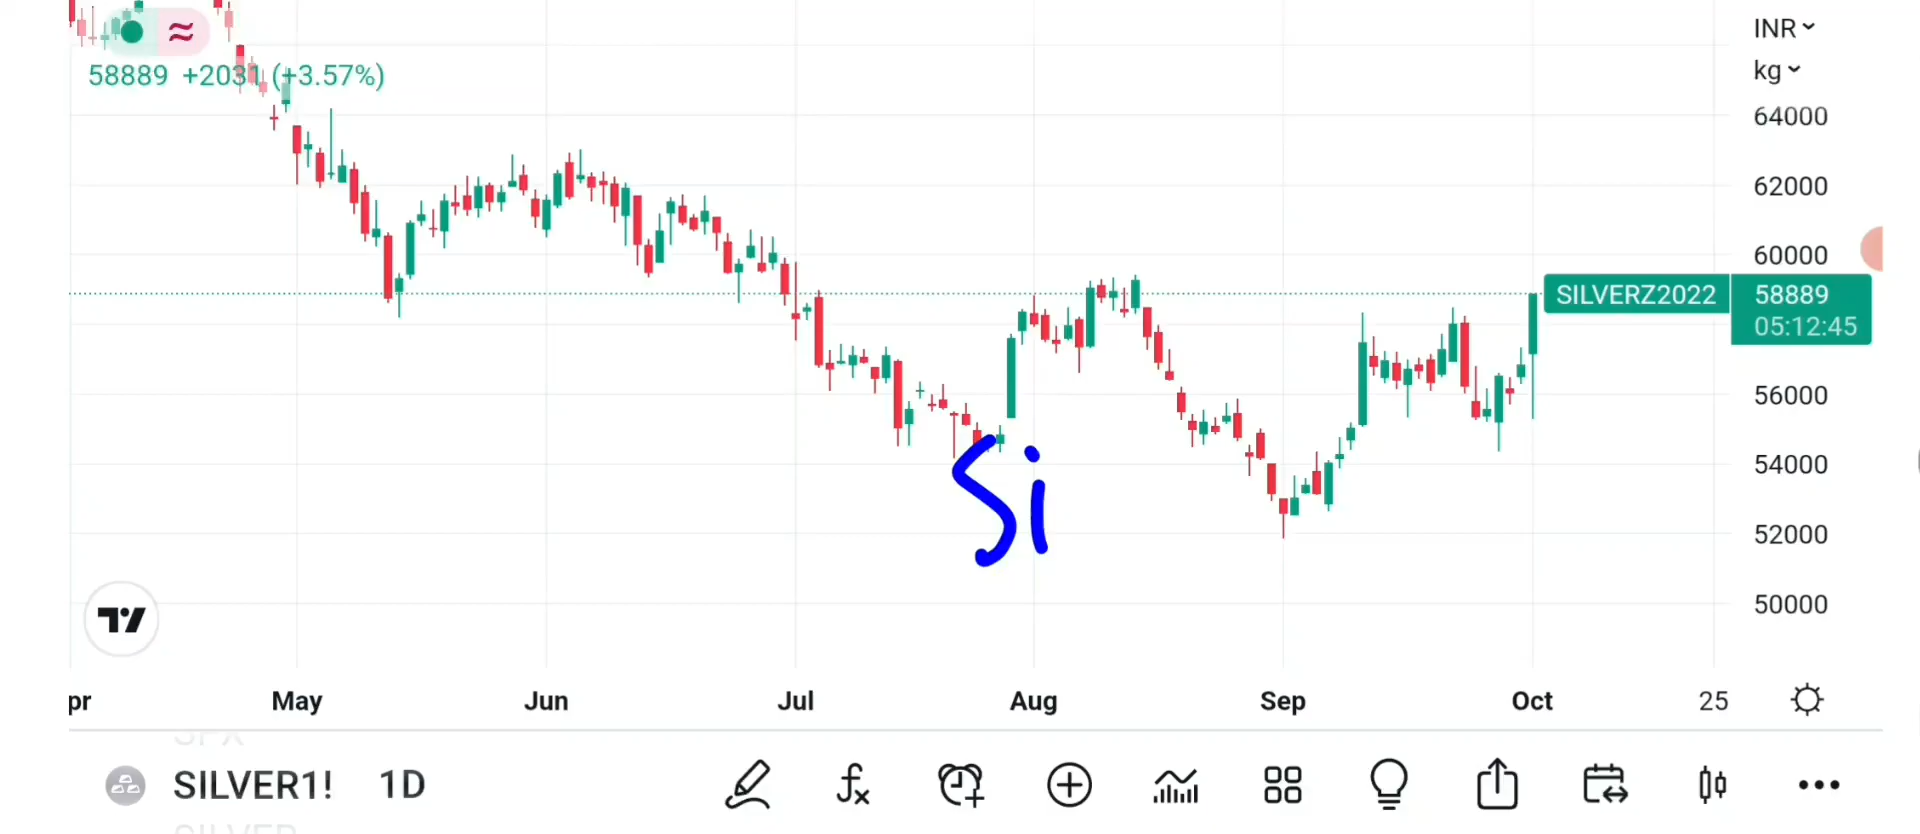 INR
58889 +2031 (+3.57%)
kg
64000
62000
60000
SILVERZ2022 58889
05:12:45
56000
54000
Si
52000
50000
pr May Jun Jul Aug Sep Oct 25
SILVER1! 1D